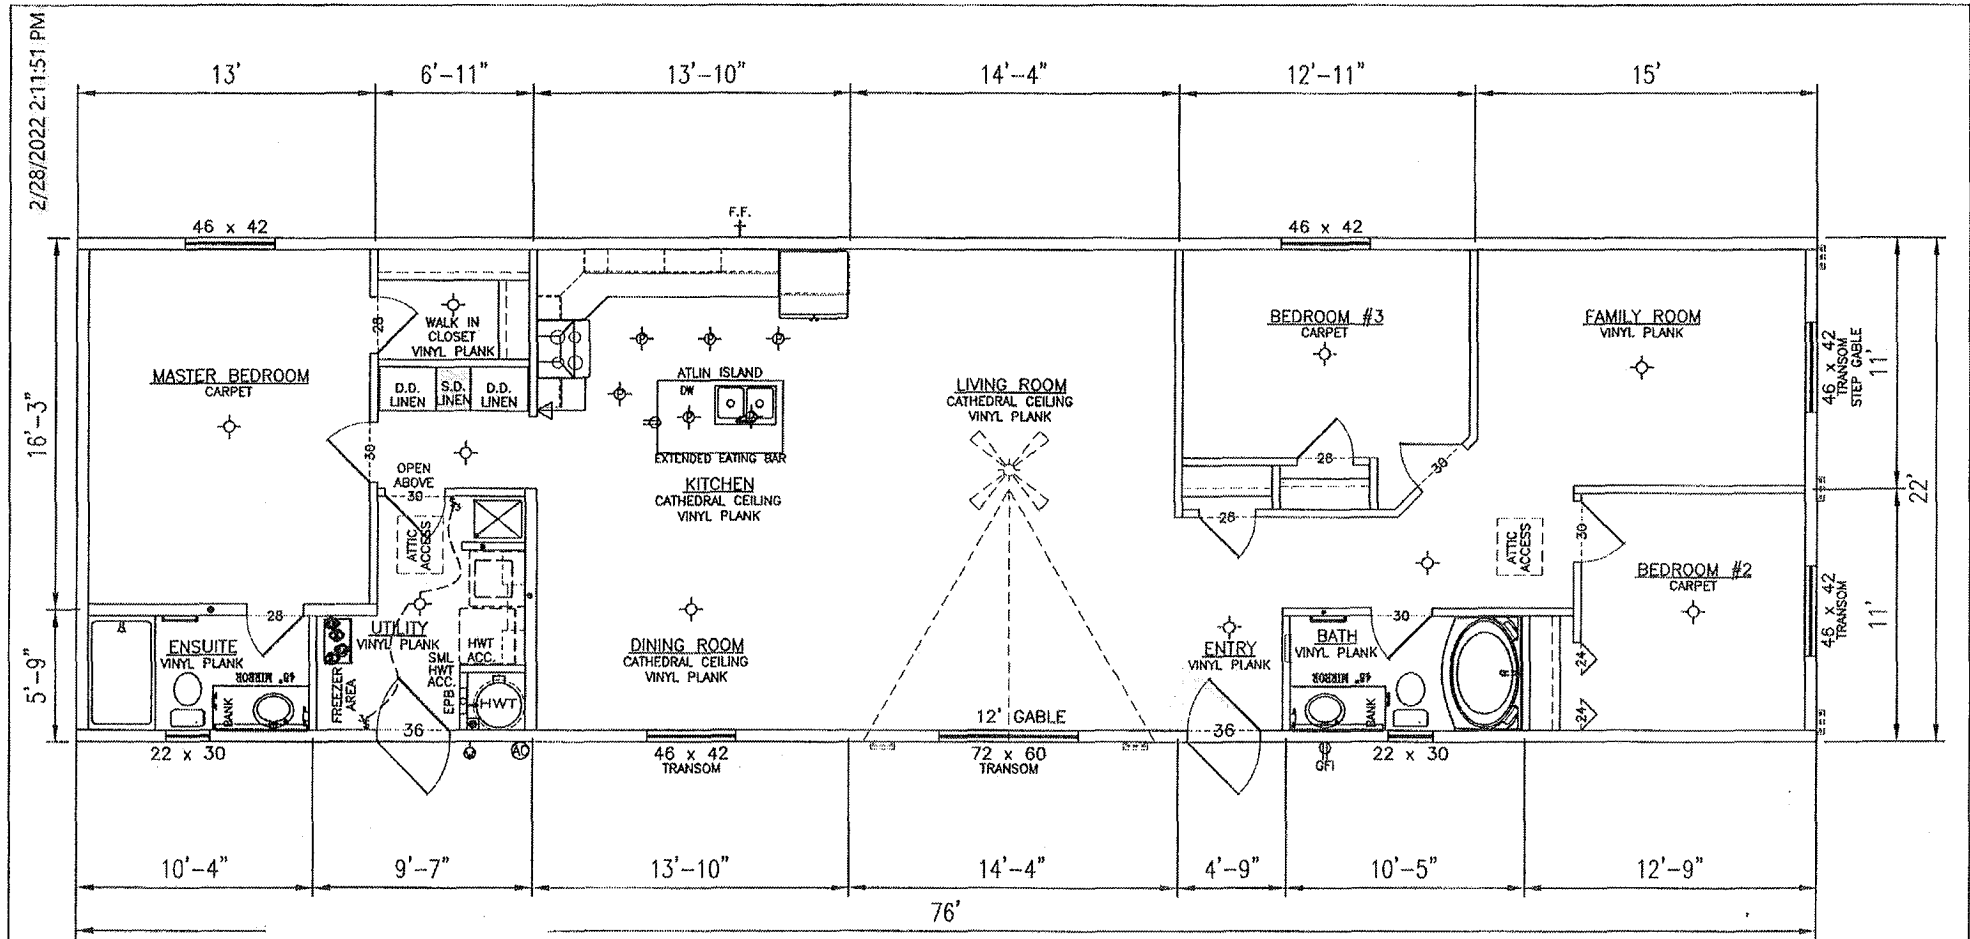 2/28/2022 2:11:51 PM
13' 6'-11" 13'-10" 14'-4" 12'-11" 15'
46 x 42
F.F.
46 x 42
MASTER BEDROOM
CARPET
28
WALK IN
CLOSET
VINYL PLANK
D.D.
LINEN
S.D.
LINEN
D.D.
LINEN
30
OPEN
ABOVE
30
ATTIC
ACCESS
ATLIN ISLAND
DW
EXTENDED EATING BAR
KITCHEN
CATHEDRAL CEILING
VINYL PLANK
LIVING ROOM
CATHEDRAL CEILING
VINYL PLANK
BEDROOM #3
CARPET
28
30
28
FAMILY ROOM
VINYL PLANK
46 x 42
TRANSOM
STEP GABLE
11'
22'
16'-3"
5'-9"
ATTIC
ACCESS
30
BEDROOM #2
CARPET
46 x 42
TRANSOM
11'
28
ENSUITE
VINYL PLANK
48" MIRROR
BANK
UTILITY
VINYL PLANK
FREEZER
AREA
HWT
ACC.
SML
HWT
ACC.
EPB
HWT
36
AC
DINING ROOM
CATHEDRAL CEILING
VINYL PLANK
12' GABLE
ENTRY
VINYL PLANK
36
30
BATH
VINYL PLANK
48" MIRROR
BANK
24
24
22 x 30
46 x 42
TRANSOM
72 x 60
TRANSOM
GFI
22 x 30
10'-4" 9'-7" 13'-10" 14'-4" 4'-9" 10'-5" 12'-9"
76'